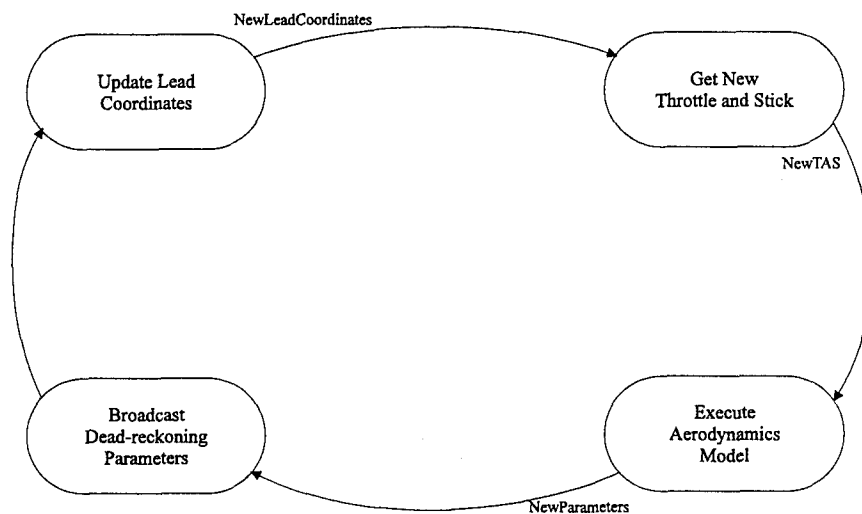 NewLeadCoordinates
Update Lead
Coordinates
Get New
Throttle and Stick
NewTAS
Broadcast
Dead-reckoning
Parameters
Execute
Aerodynamics
Model
NewParameters